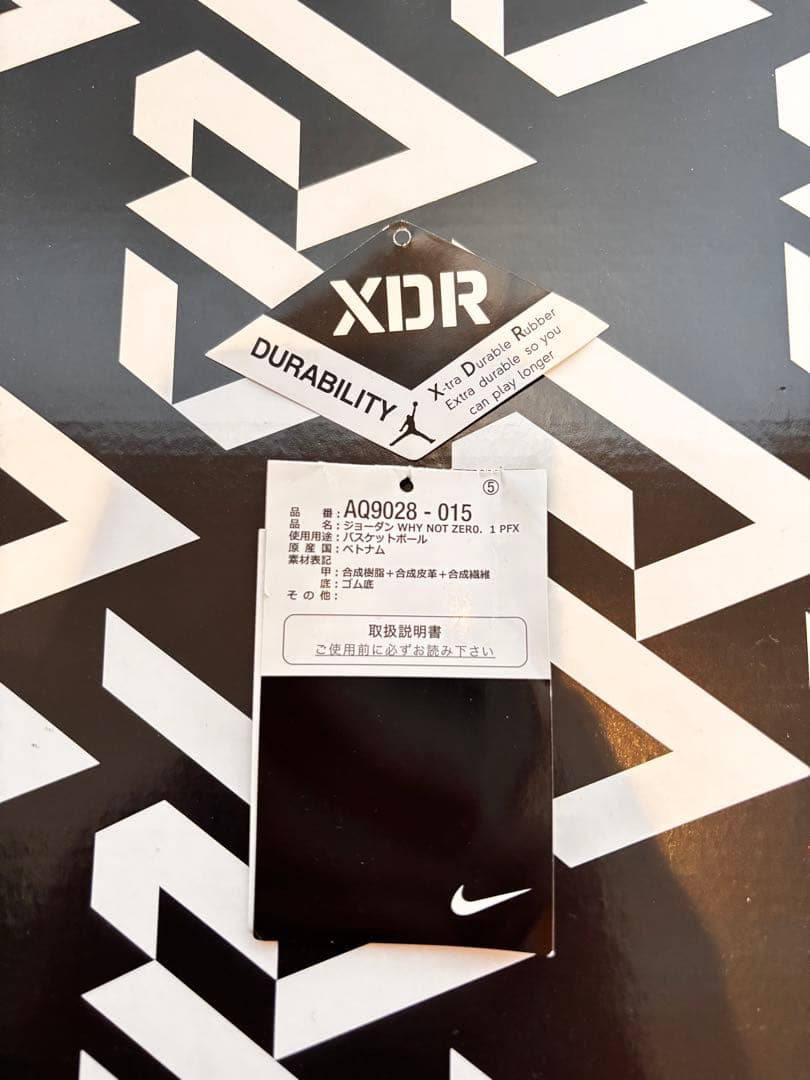 XDR
DURABILITY
X-tra Durable Rubber
Extra durable so you
can play longer
⑤
品 番：AQ9028 - 015
品 名：ジョーダン WHY NOT ZER0．1 PFX
使用用途：バスケットボール
原 産 国：ベトナム
素材表記
甲：合成樹脂＋合成皮革＋合成繊維
底：ゴム底
そ の 他：
取扱説明書
ご使用前に必ずお読み下さい